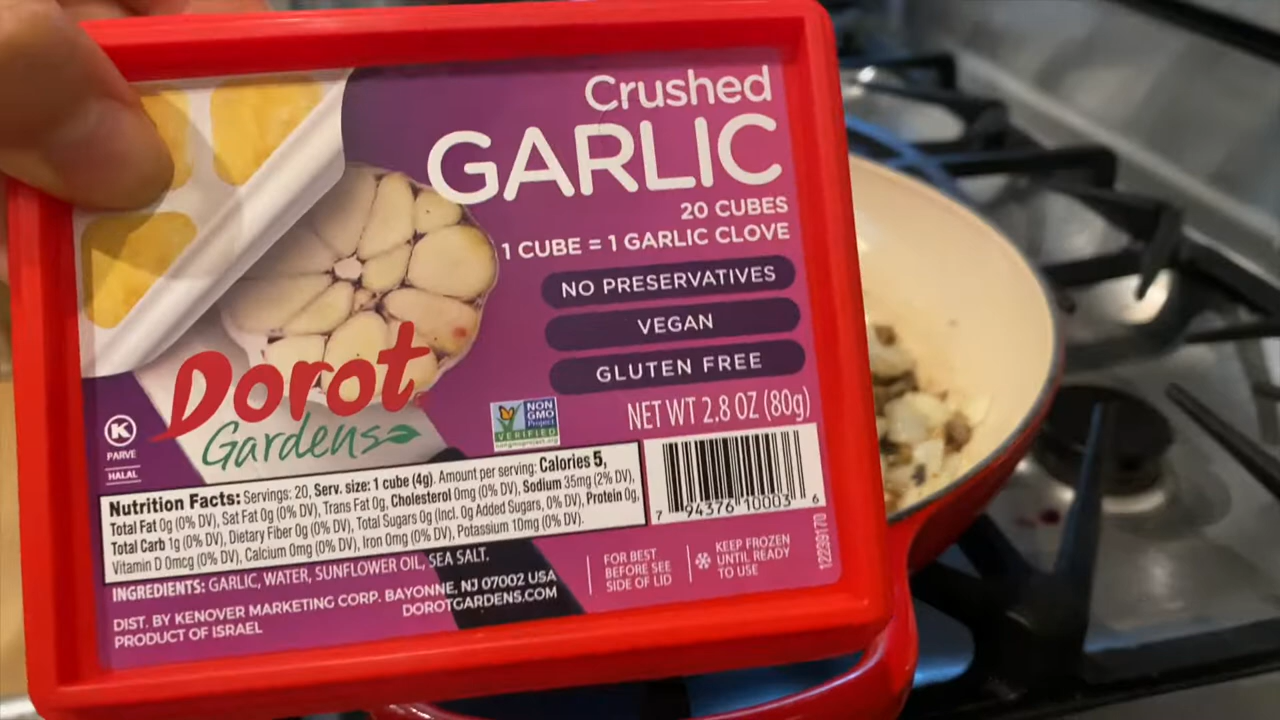 Crushed
GARLIC
20 CUBES
1 CUBE = 1 GARLIC CLOVE
NO PRESERVATIVES
VEGAN
GLUTEN FREE
NET WT 2.8 OZ (80g)
Dorot
Gardens
K
PARVE
HALAL
NON
GMO
Project
VERIFIED
nongmoproject.org
Nutrition Facts: Servings: 20, Serv. size: 1 cube (4g). Amount per serving: Calories 5,
Total Fat 0g (0% DV), Sat Fat 0g (0% DV), Trans Fat 0g, Cholesterol 0mg (0% DV), Sodium 35mg (2% DV),
Total Carb 1g (0% DV), Dietary Fiber 0g (0% DV), Total Sugars 0g (Incl. 0g Added Sugars, 0% DV), Protein 0g,
Vitamin D 0mcg (0% DV), Calcium 0mg (0% DV), Iron 0mg (0% DV), Potassium 10mg (0% DV).
INGREDIENTS: GARLIC, WATER, SUNFLOWER OIL, SEA SALT.
DIST. BY KENOVER MARKETING CORP. BAYONNE, NJ 07002 USA
DOROTGARDENS.COM
PRODUCT OF ISRAEL
7 94376 10003 6
12239170
FOR BEST
BEFORE SEE
SIDE OF LID
KEEP FROZEN
UNTIL READY
TO USE